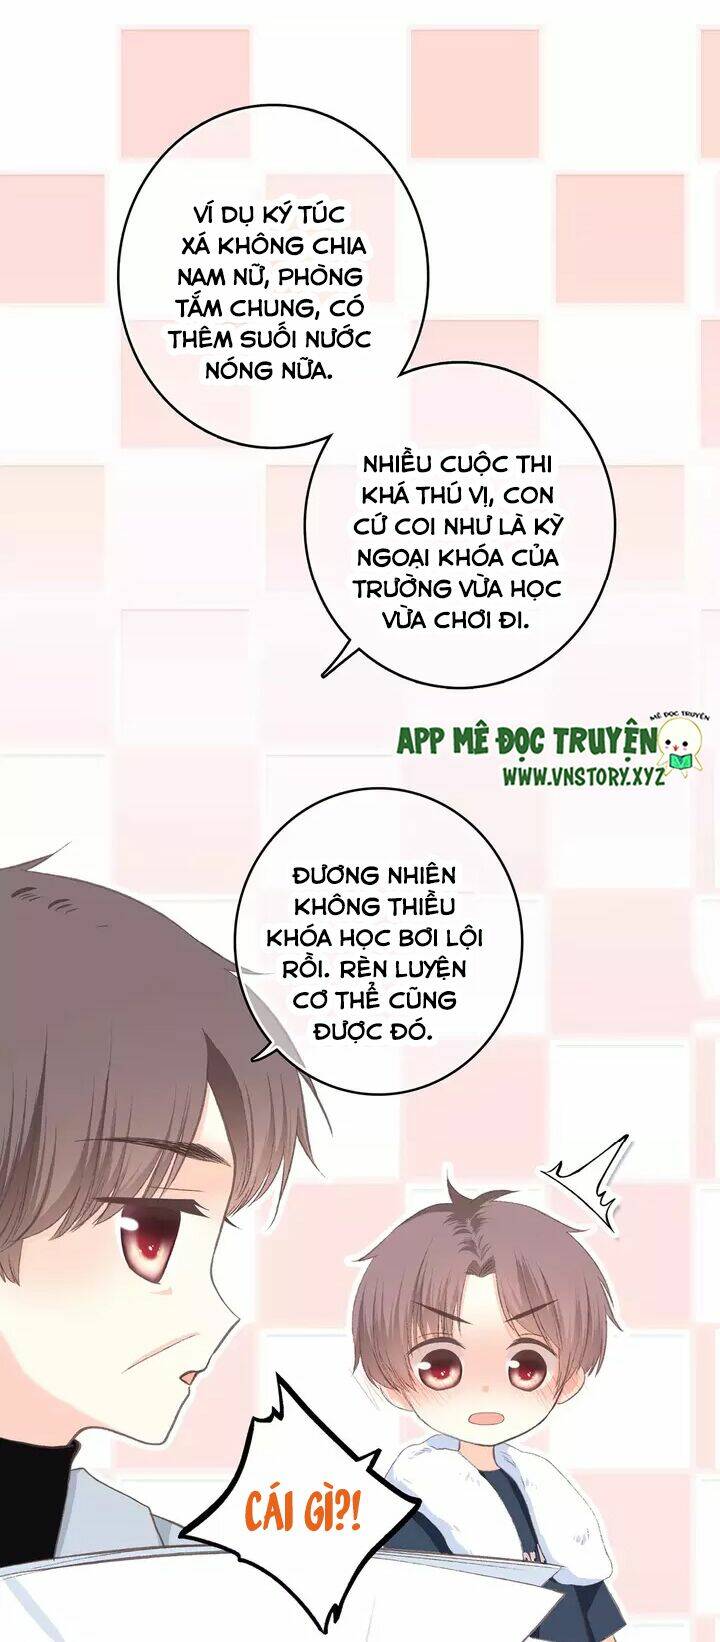 VÍ DỤ KÝ TÚC
XÁ KHÔNG CHIA
NAM NỮ, PHÒNG
TẮM CHUNG, CÓ
THÊM SUỐI NƯỚC
NÓNG NỮA.
NHIỀU CUỘC THI
KHÁ THÚ VỊ, CON
CỨ COI NHƯ LÀ KỲ
NGOẠI KHÓA CỦA
TRƯỜNG VỪA HỌC
VỪA CHƠI ĐI.
MÊ ĐỌC TRUYỆN
APP MÊ ĐỌC TRUYỆN
WWW.VNSTORY.XYZ
ĐƯƠNG NHIÊN
KHÔNG THIẾU
KHÓA HỌC BƠI LỘI
RỒI. RÈN LUYỆN
CƠ THỂ CŨNG
ĐƯỢC ĐÓ.
CÁI GÌ?!